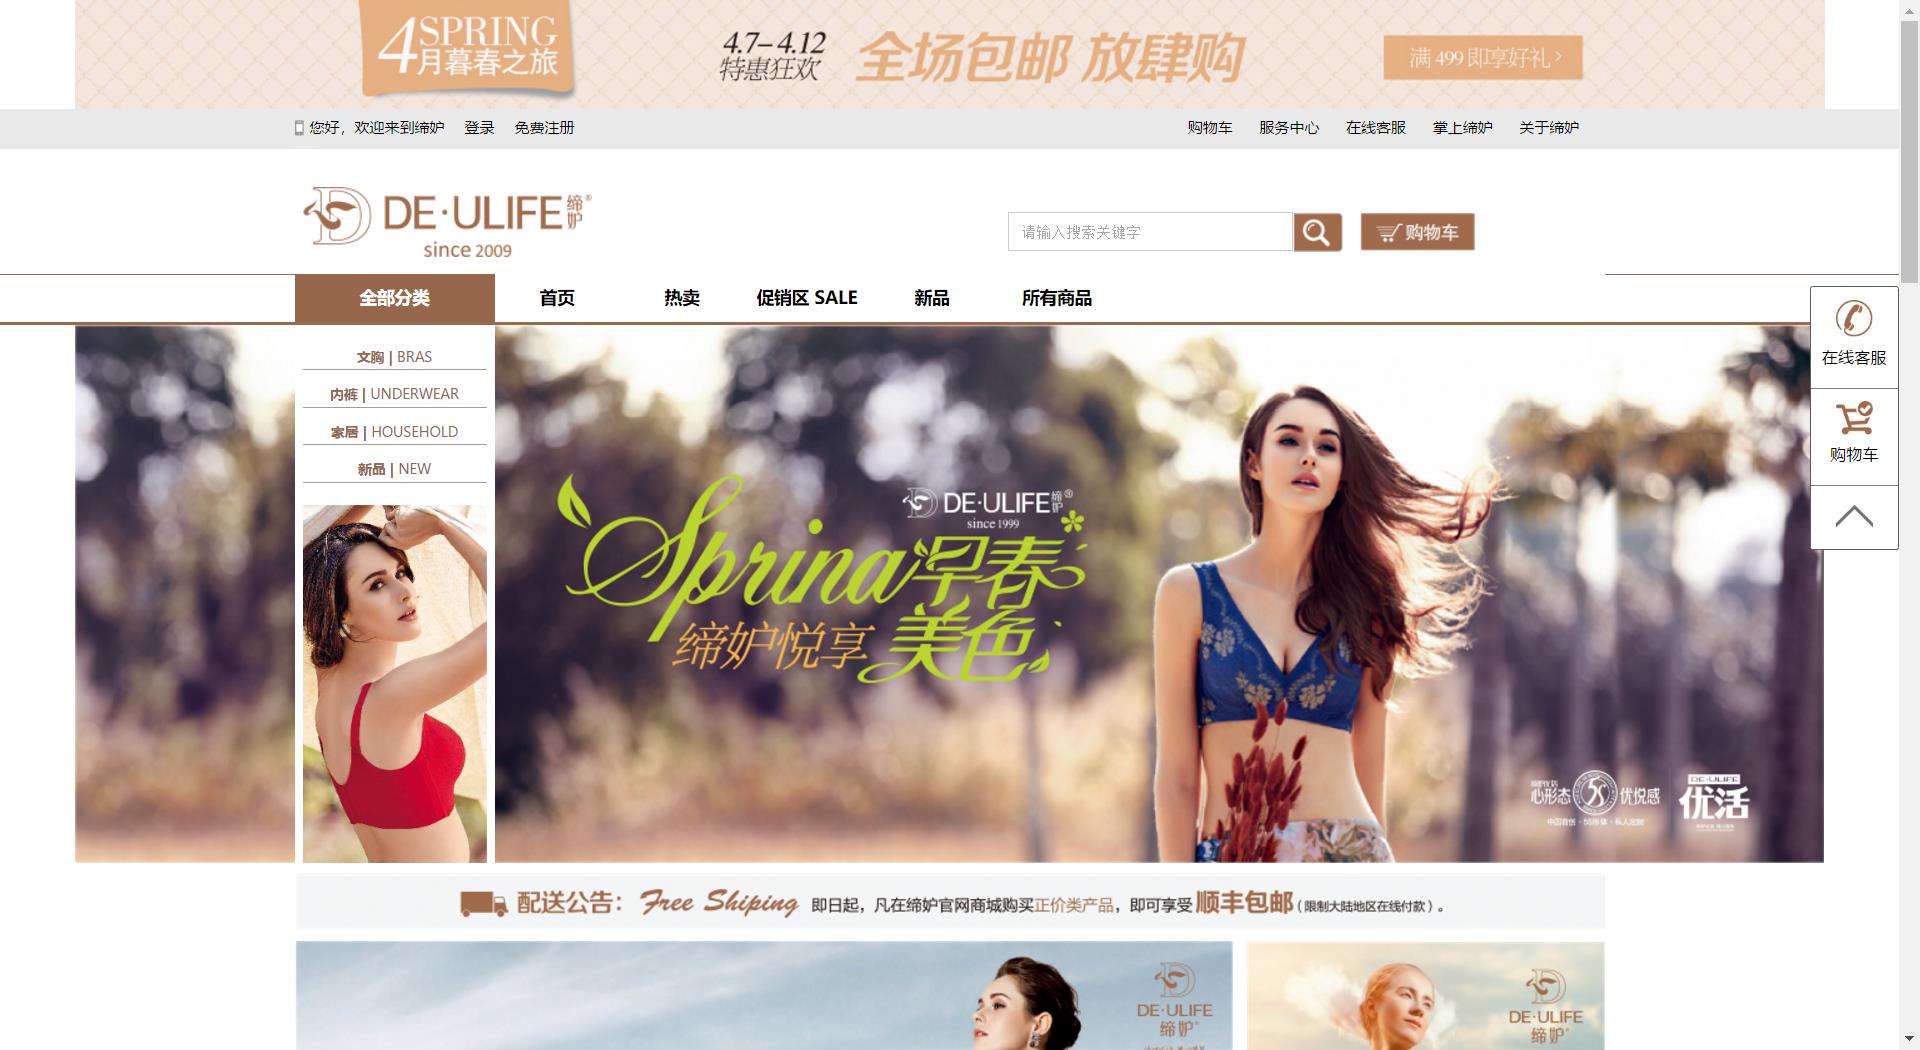 4 SPRING
月暮春之旅
4.7-4.12
特惠狂欢
全场包邮 放肆购
满 499 即享好礼 >
您好，欢迎来到缔妒 登录 免费注册
购物车 服务中心 在线客服 掌上缔妒 关于缔妒
DE·ULIFE 缔妒®
since 2009
请输入搜索关键字
购物车
全部分类 首页 热卖 促销区 SALE 新品 所有商品
文胸 | BRAS
内裤 | UNDERWEAR
家居 | HOUSEHOLD
新品 | NEW
在线客服
购物车
DE·ULIFE 缔妒®
since 1999
Sprina 早春
缔妒悦享 美色
心形态 5S 优悦感
DE·ULIFE
优活
配送公告： Free Shiping 即日起，凡在缔妒官网商城购买正价类产品，即可享受 顺丰包邮 （限制大陆地区在线付款）。
DE·ULIFE
缔妒®
DE·ULIFE
缔妒®